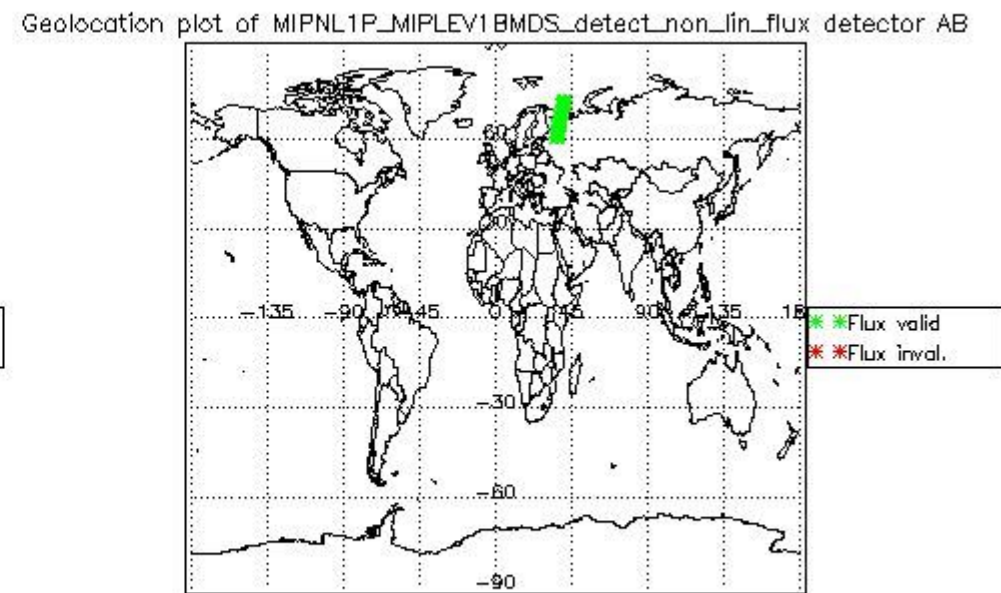 Geolocation plot of MIPNL1P_MIPLEV1BMDS_detect_non_lin_flux detector AB
60
-135 -90 -45 0 45 90 135
* *Flux valid
* *Flux inval.
-30
-60
-90